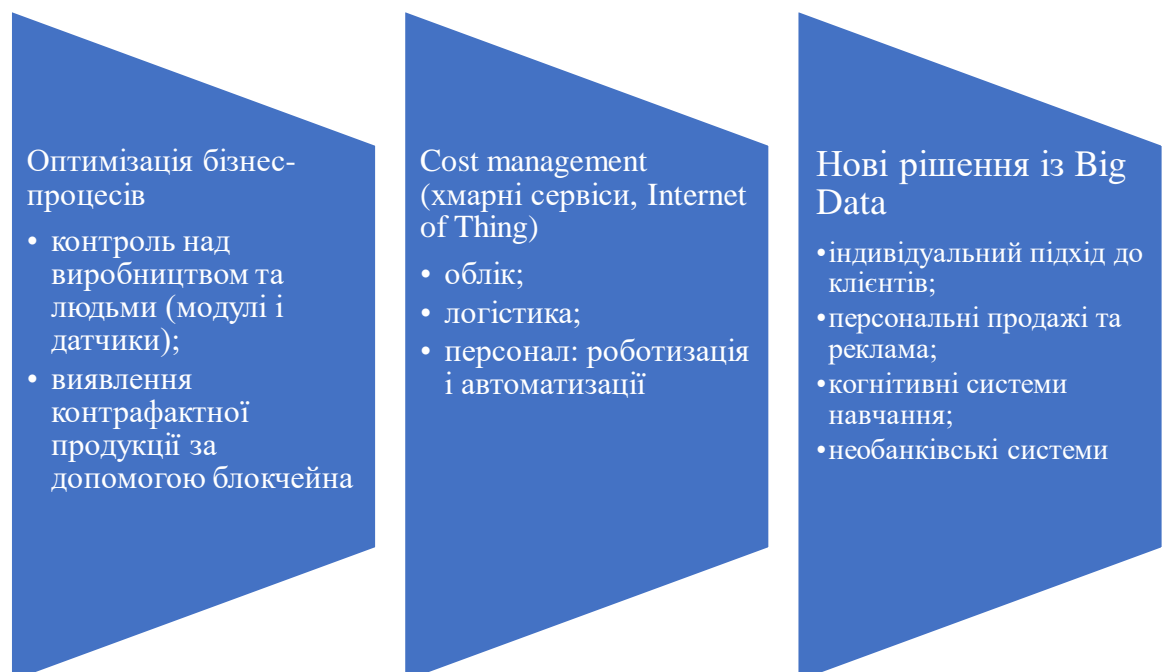 Оптимізація бізнес-
процесів
• контроль над
виробництвом та
людьми (модулі і
датчики);
• виявлення
контрафактної
продукції за
допомогою блокчейна
Cost management
(хмарні сервіси, Internet
of Thing)
• облік;
• логістика;
• персонал: роботизація
і автоматизації
Нові рішення із Big
Data
•індивідуальний підхід до
клієнтів;
•персональні продажі та
реклама;
•когнітивні системи
навчання;
•необанківські системи